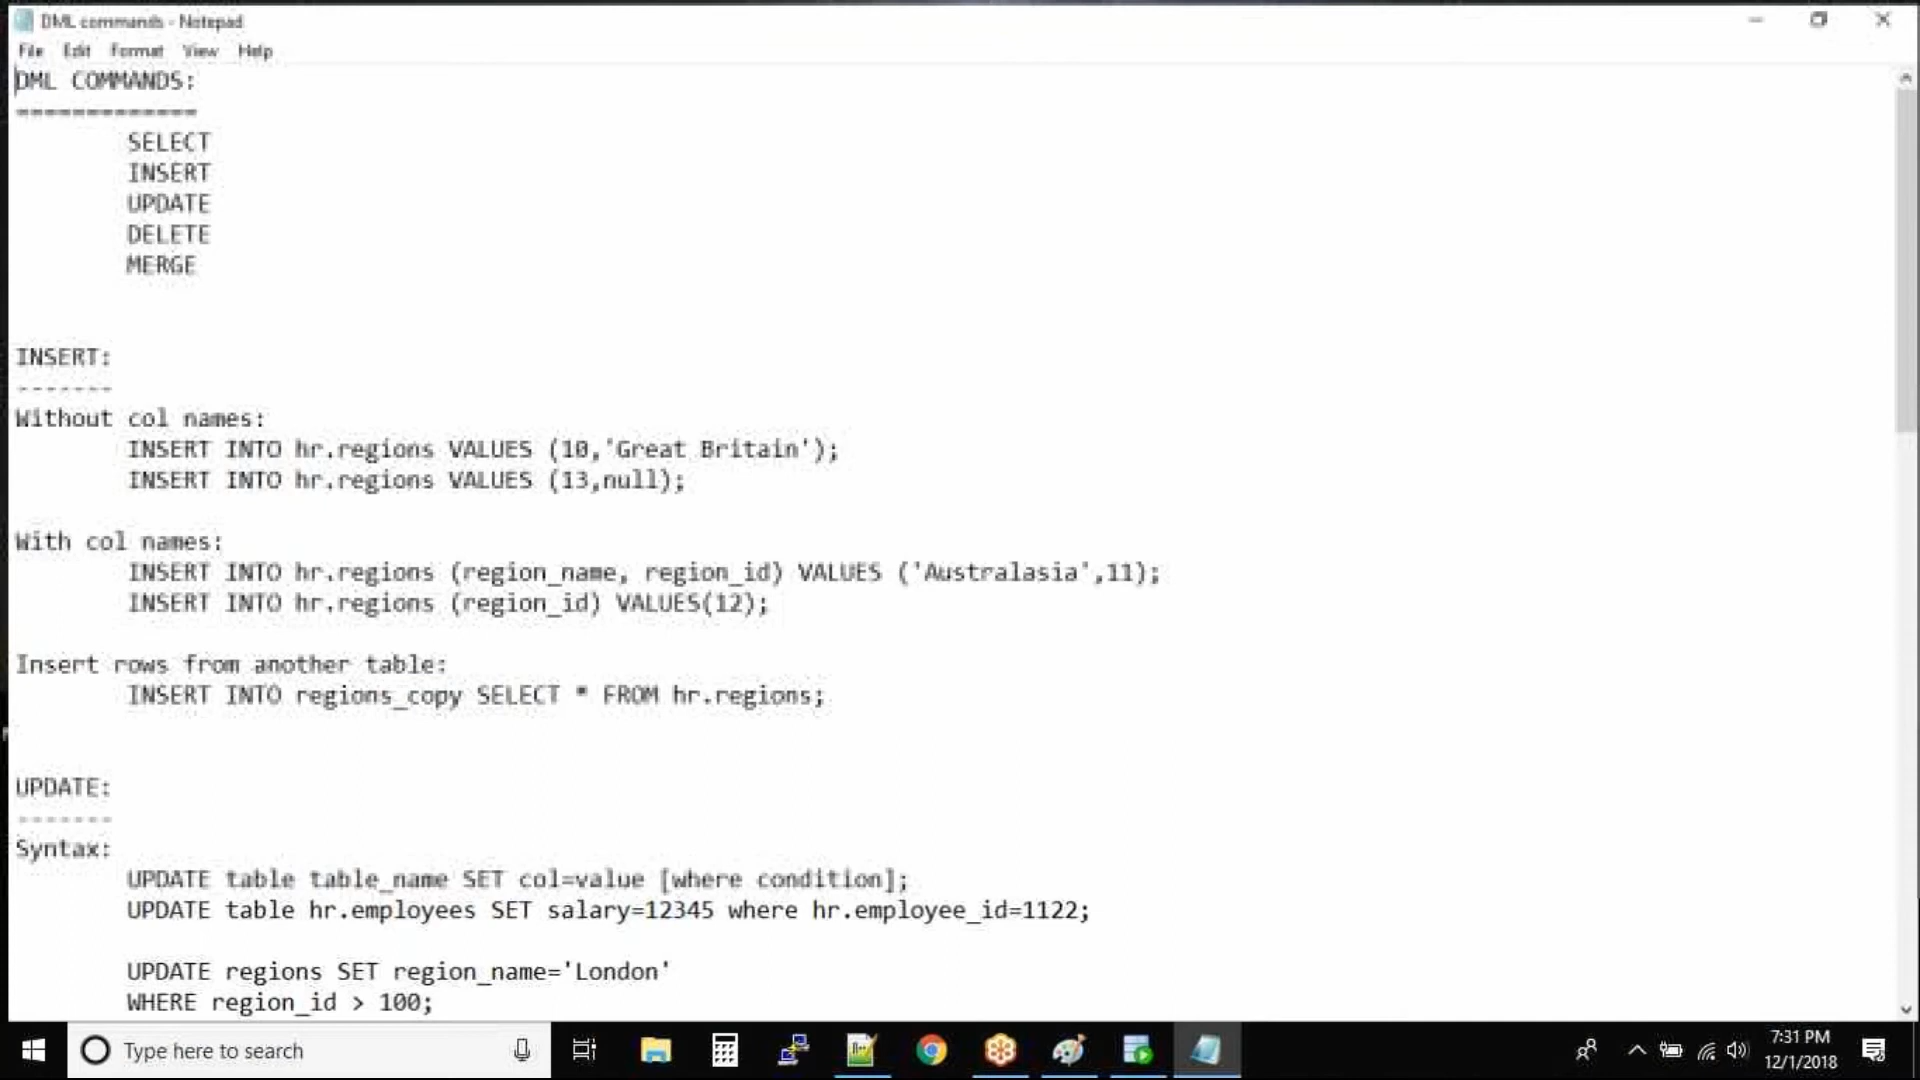 DML commands - Notepad
File Edit Format View Help
DML COMMANDS:
=============
SELECT
INSERT
UPDATE
DELETE
MERGE
INSERT:
-------
Without col names:
INSERT INTO hr.regions VALUES (10,'Great Britain');
INSERT INTO hr.regions VALUES (13,null);
With col names:
INSERT INTO hr.regions (region_name, region_id) VALUES ('Australasia',11);
INSERT INTO hr.regions (region_id) VALUES(12);
Insert rows from another table:
INSERT INTO regions_copy SELECT * FROM hr.regions;
UPDATE:
-------
Syntax:
UPDATE table table_name SET col=value [where condition];
UPDATE table hr.employees SET salary=12345 where hr.employee_id=1122;
UPDATE regions SET region_name='London'
WHERE region_id > 100;
Type here to search
7:31 PM
12/1/2018